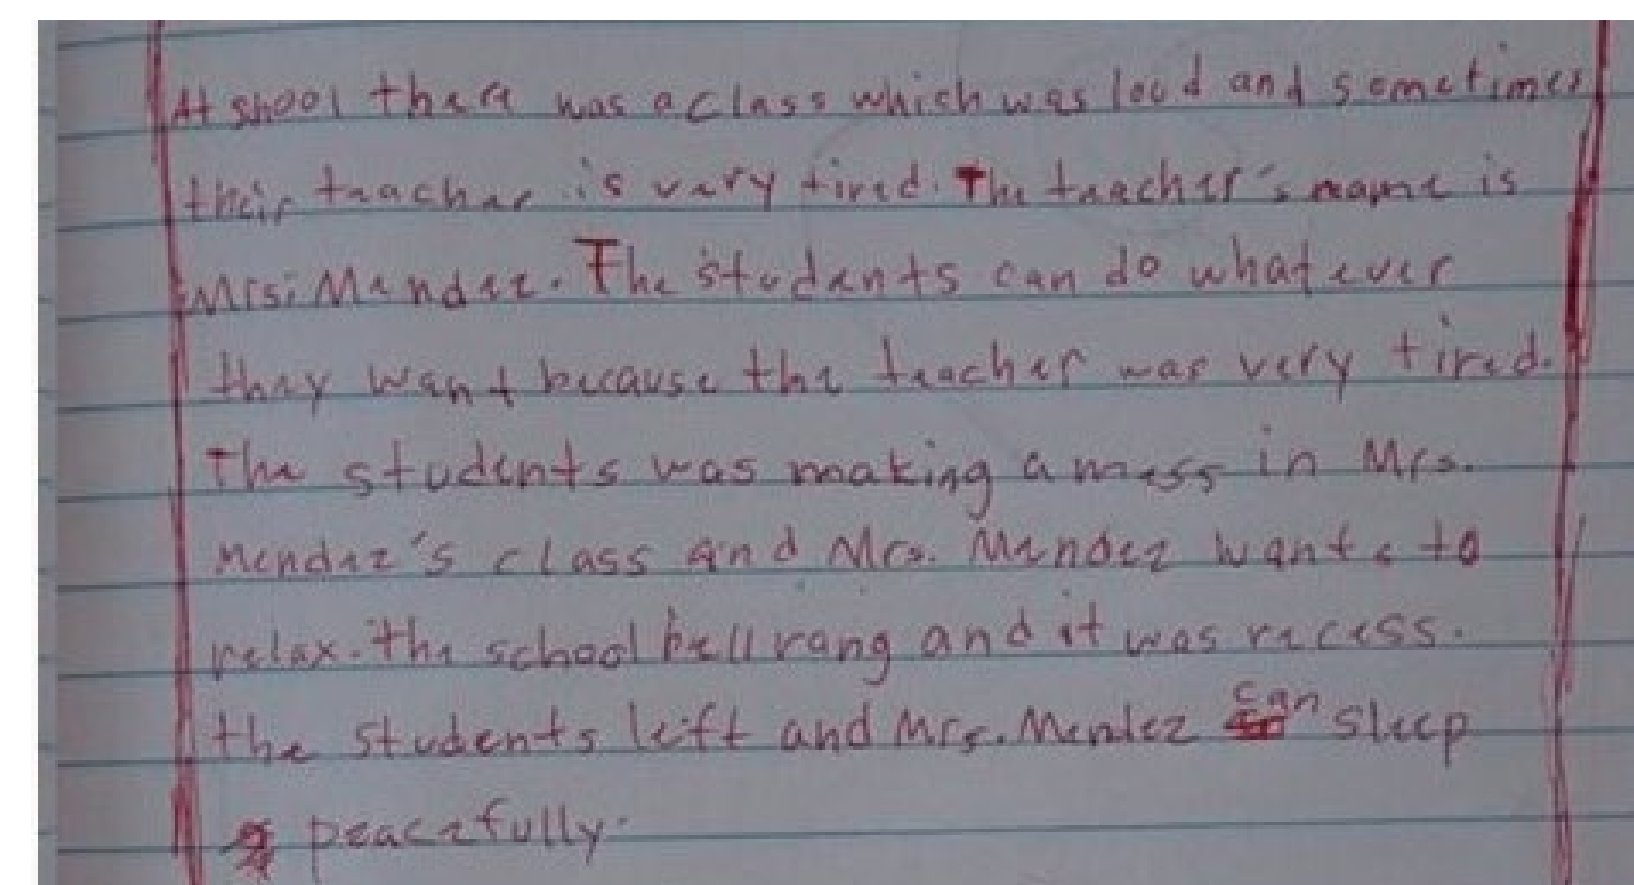 At shool there was a class which was loud and sometimes
their teacher is very tired. The teacher's name is
Mrs. Mendez. The students can do whatever
they want because the teacher was very tired.
The students was making a mess in Mrs.
Mendez's class and Mrs. Mendez wants to
relax. the school bell rang and it was recess.
the students left and Mrs. Mendez can sleep
peacefully.